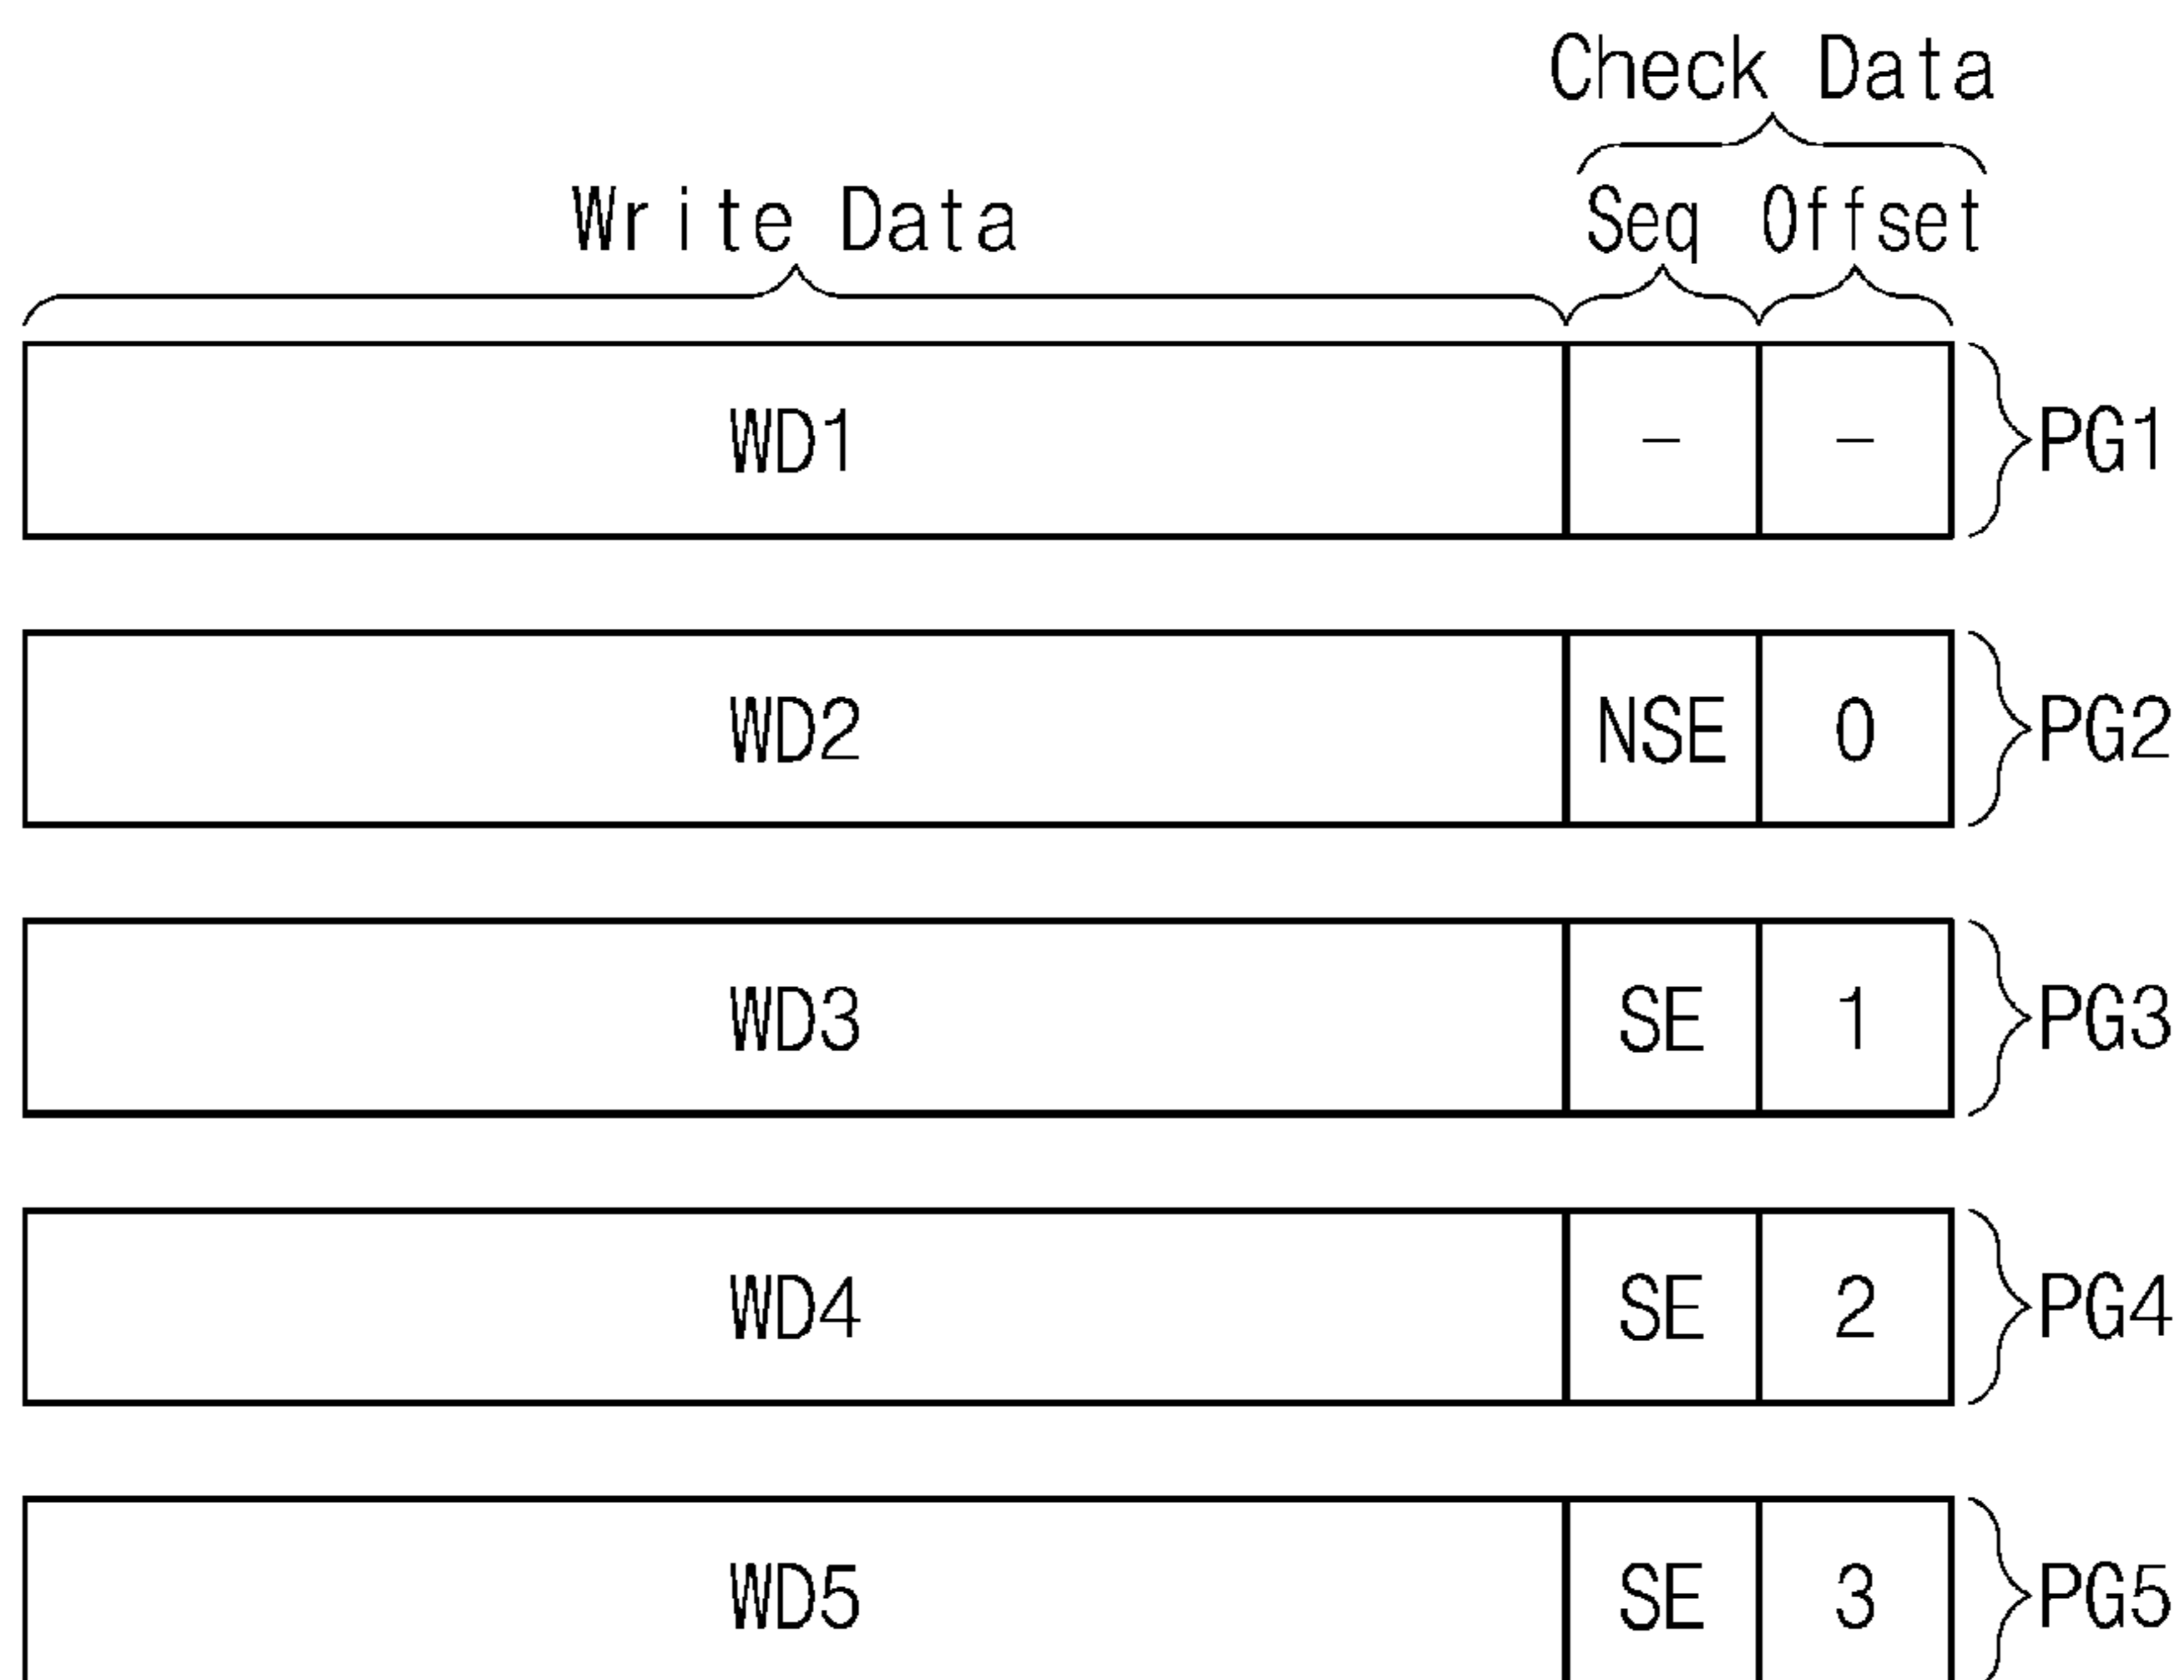 Check Data
Write Data Seq Offset
WD1 - - PG1
WD2 NSE 0 PG2
WD3 SE 1 PG3
WD4 SE 2 PG4
WD5 SE 3 PG5